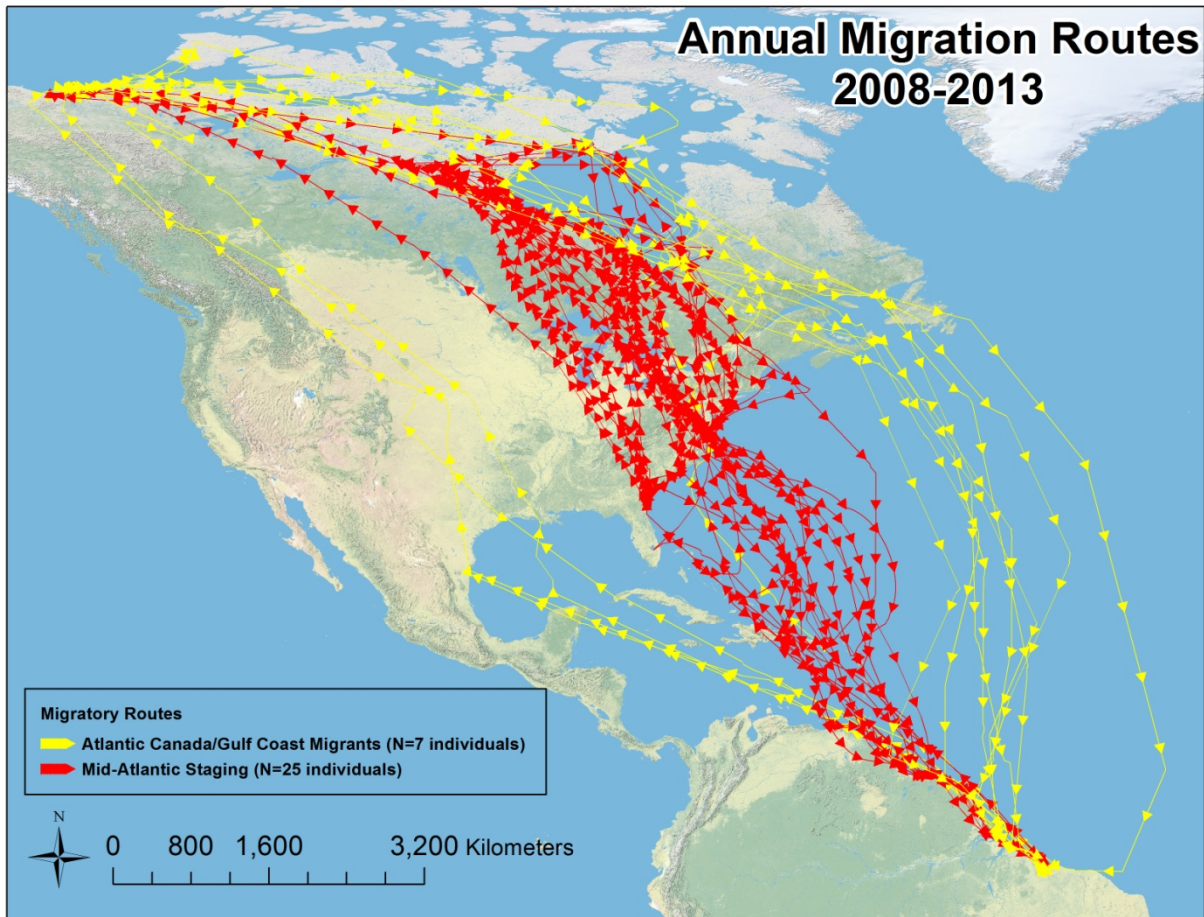 Annual Migration Routes
2008-2013
Migratory Routes
Atlantic Canada/Gulf Coast Migrants (N=7 individuals)
Mid-Atlantic Staging (N=25 individuals)
N
0 800 1,600 3,200 Kilometers